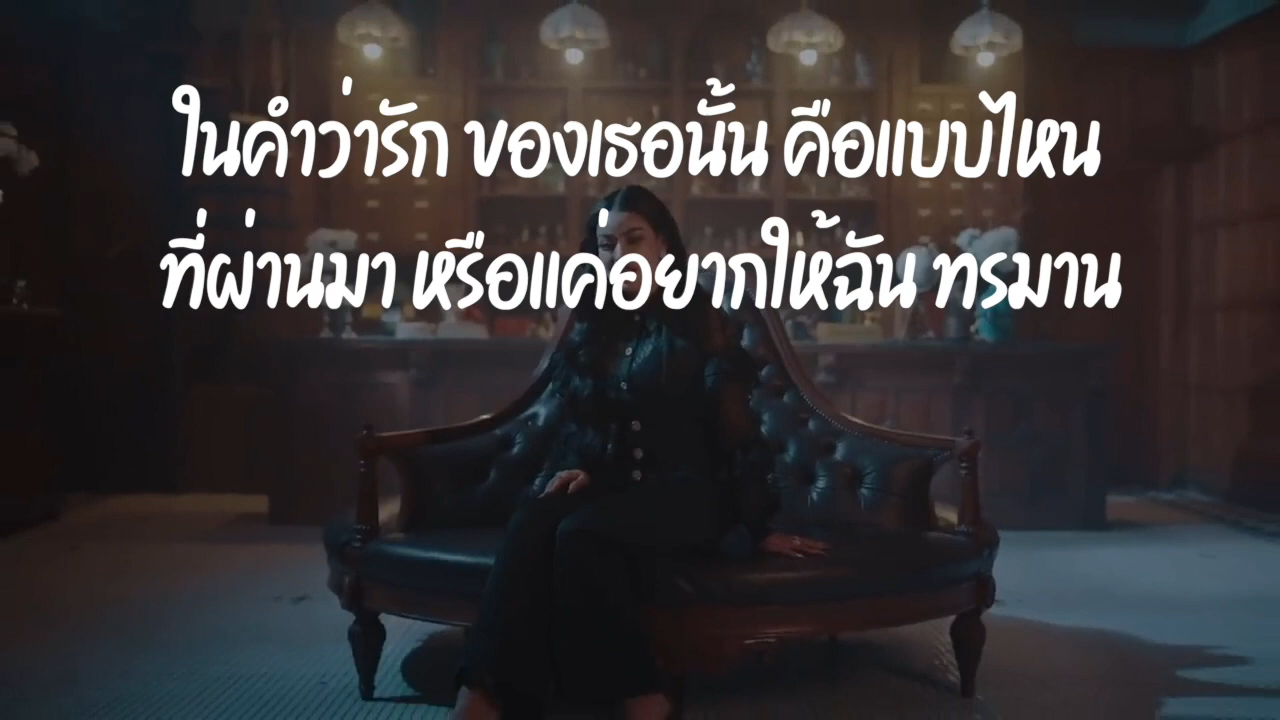 ในคำว่ารัก ของเธอนั้น คือแบบไหน
ที่ผ่านมา หรือแค่อยากให้ฉัน ทรมาน